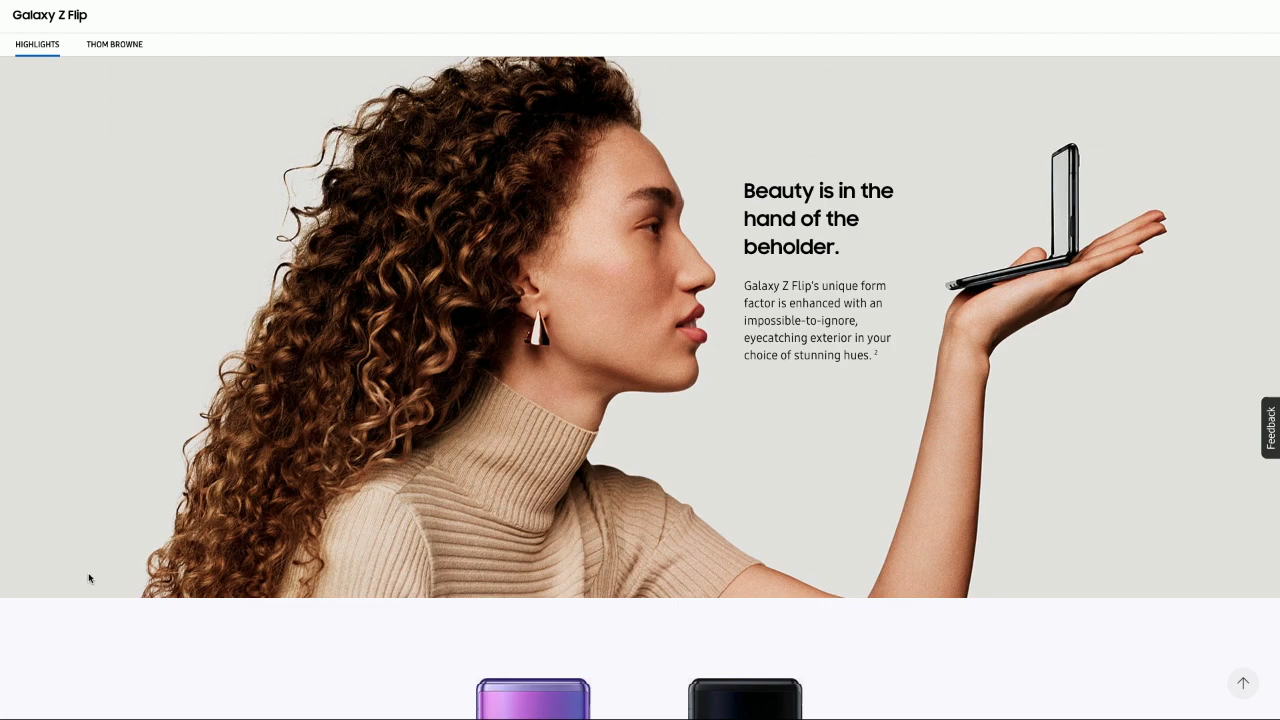 Galaxy Z Flip
HIGHLIGHTS THOM BROWNE
Beauty is in the
hand of the
beholder.
Galaxy Z Flip's unique form
factor is enhanced with an
impossible-to-ignore,
eyecatching exterior in your
choice of stunning hues. 2
Feedback